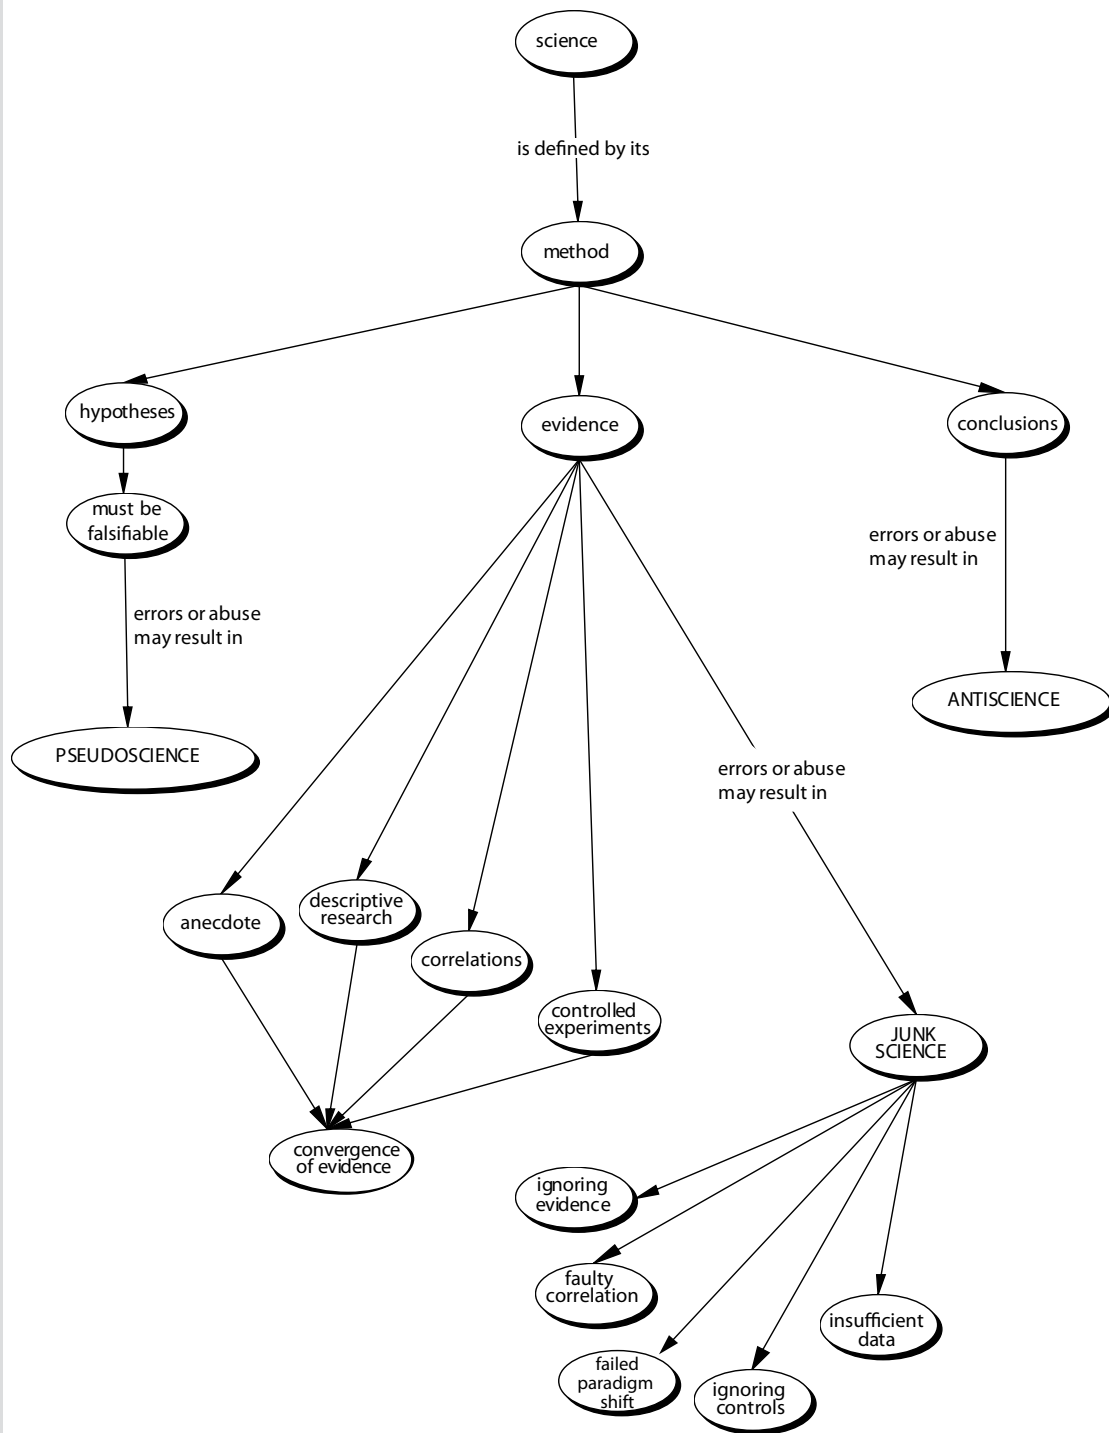 science
is defined by its
method
hypotheses
evidence
conclusions
must be
falsifiable
errors or abuse
may result in
errors or abuse
may result in
PSEUDOSCIENCE
ANTISCIENCE
errors or abuse
may result in
anecdote
descriptive
research
correlations
controlled
experiments
JUNK
SCIENCE
convergence
of evidence
ignoring
evidence
faulty
correlation
insufficient
data
failed
paradigm
shift
ignoring
controls